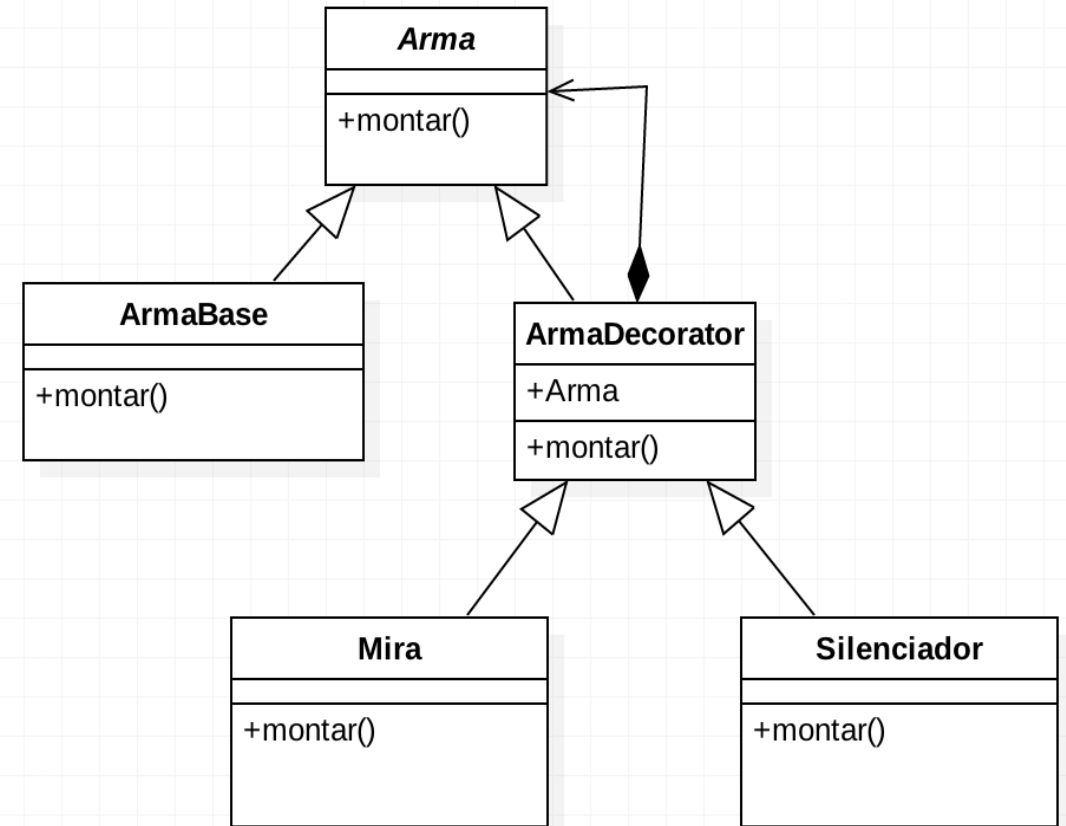 Arma
+montar()
ArmaBase
+montar()
ArmaDecorator
+Arma
+montar()
Mira
+montar()
Silenciador
+montar()